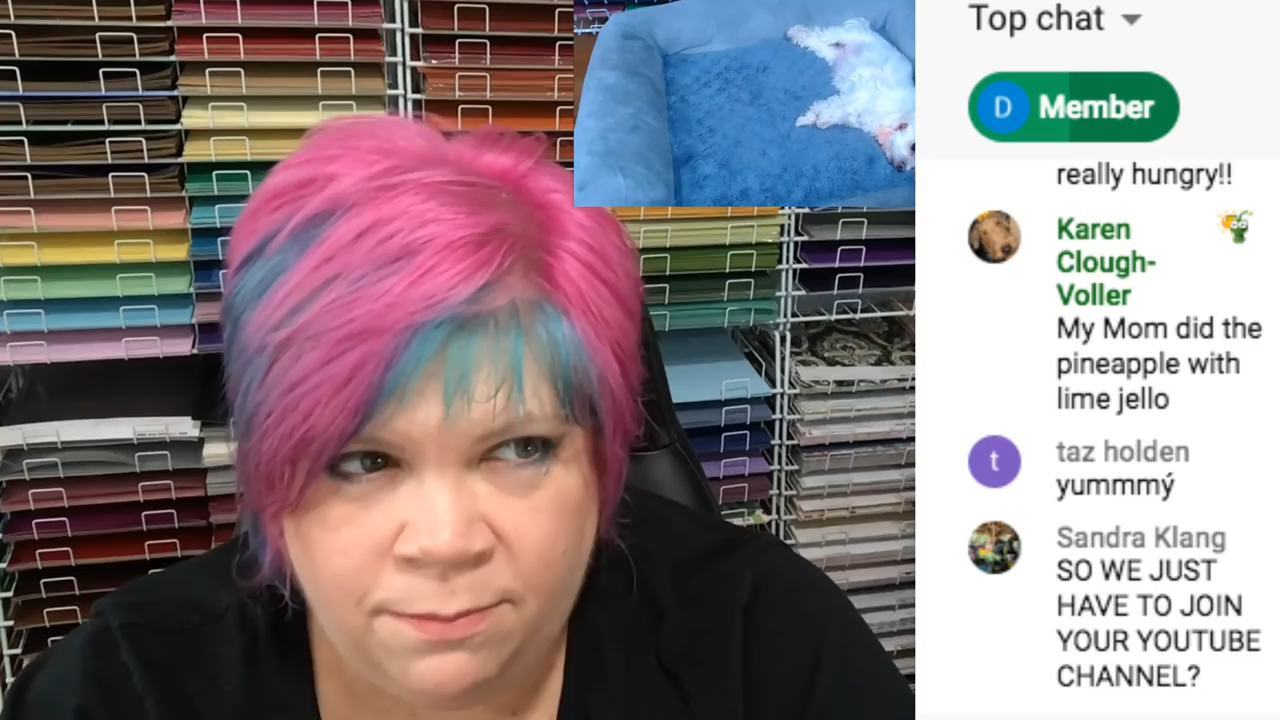 Top chat
D Member
really hungry!!
Karen
Clough-
Voller
My Mom did the
pineapple with
lime jello
t
taz holden
yummmý
Sandra Klang
SO WE JUST
HAVE TO JOIN
YOUR YOUTUBE
CHANNEL?